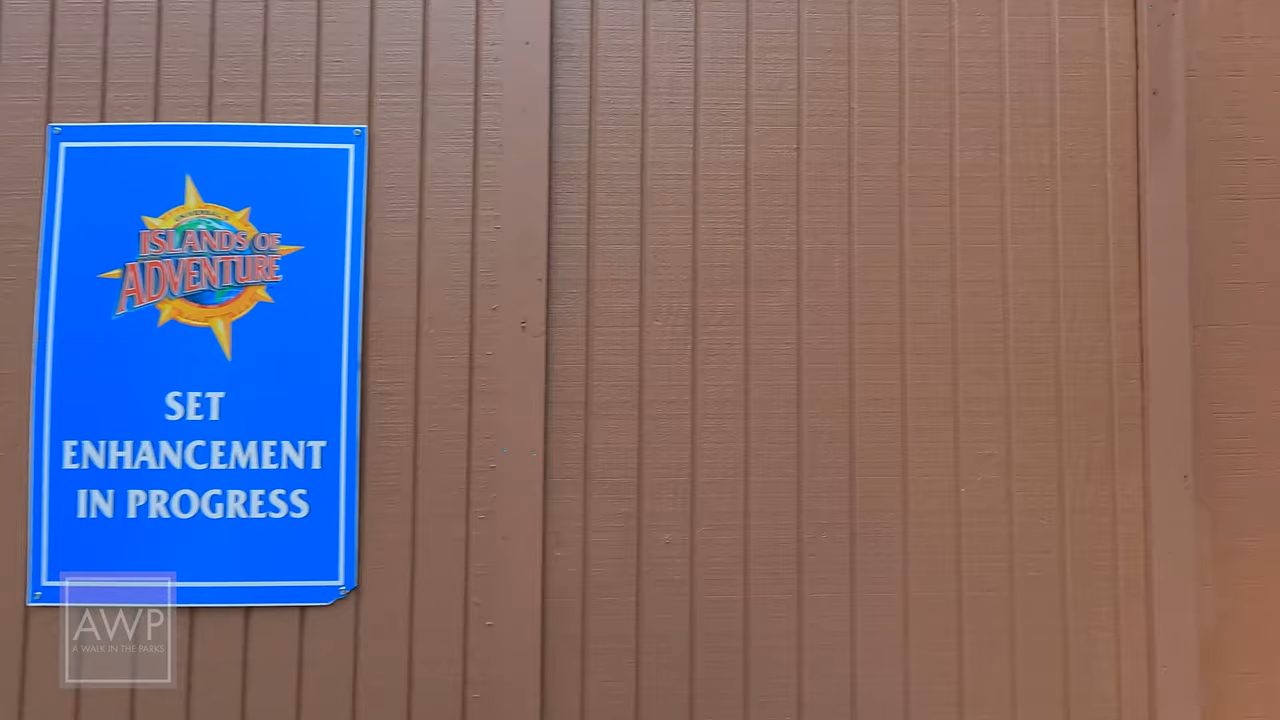 UNIVERSAL'S
ISLANDS OF
ADVENTURE
SET
ENHANCEMENT
IN PROGRESS
AWP
A WALK IN THE PARKS